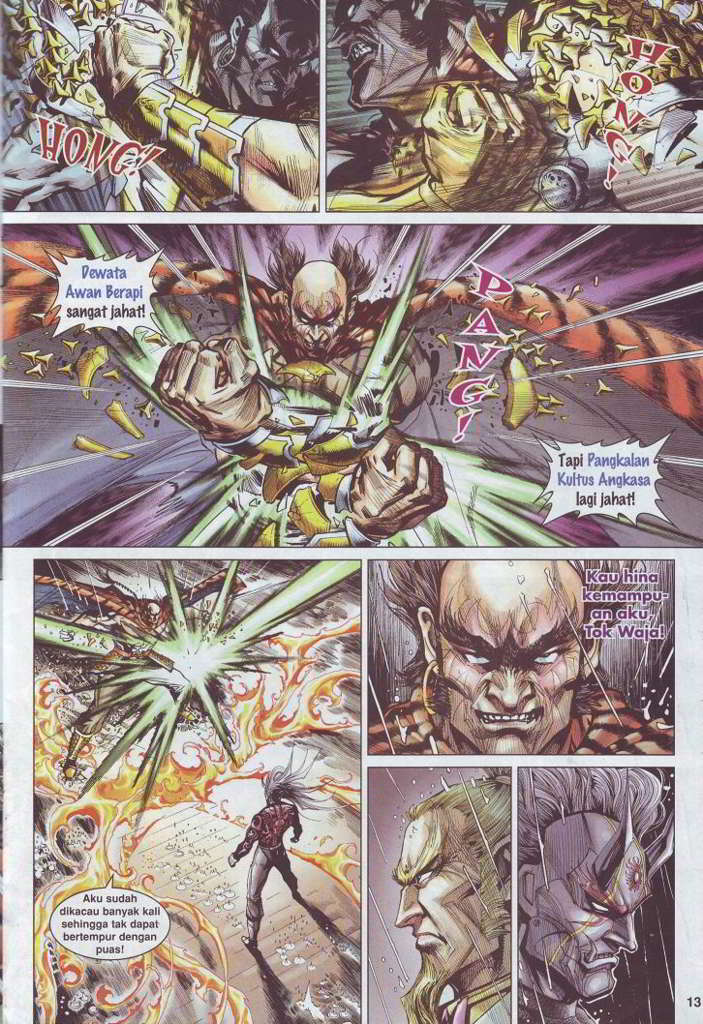 HONG!
HONG!
Dewata
Awan Berapi
sangat jahat!
PANG!
Tapi Pangkalan
Kultus Angkasa
lagi jahat!
Kau hina
kemampu-
an aku,
Tok Waja!
Aku sudah
dikacau banyak kali
sehingga tak dapat
bertempur dengan
puas!
13